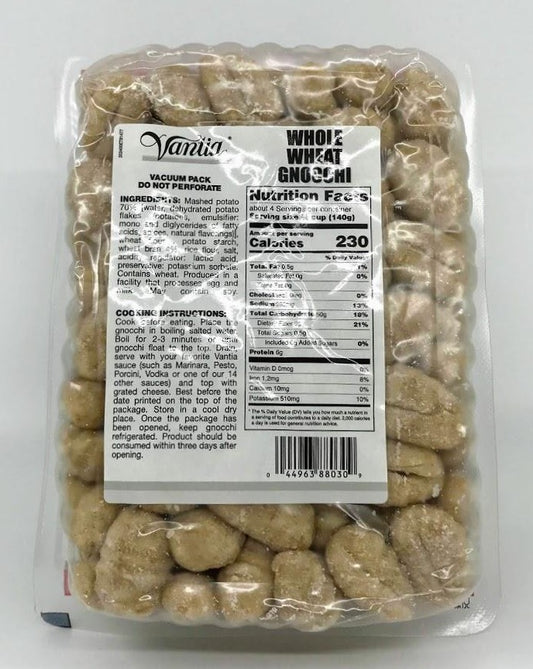 Vantia
WHOLE
WHEAT
GNOCCHI
VACUUM PACK
DO NOT PERFORATE
INGREDIENTS: Mashed potato
70% [water, dehydrated potato
flakes (potatoes, emulsifier:
mono and diglycerides of fatty
acids, spices, natural flavorings)],
wheat flour, potato starch,
wheat bran 4%, rice flour, salt,
acidity regulator: lactic acid,
preservative: potassium sorbate.
Contains wheat. Produced in a
facility that processes egg and
milk. May contain soy.
COOKING INSTRUCTIONS:
Cook before eating. Place the
gnocchi in boiling salted water.
Boil for 2-3 minutes or until
gnocchi float to the top. Drain,
serve with your favorite Vantia
sauce (such as Marinara, Pesto,
Porcini, Vodka or one of our 14
other sauces) and top with
grated cheese. Best before the
date printed on the top of the
package. Store in a cool dry
place. Once the package has
been opened, keep gnocchi
refrigerated. Product should be
consumed within three days after
opening.
Nutrition Facts
about 4 Servings per container
Serving size cup (140g)
Amount per serving
Calories 230
% Daily Value*
Total Fat 0.5g 1%
Saturated Fat 0g 0%
Trans Fat 0g
Cholesterol 0mg 0%
Sodium 13%
Total Carbohydrate 50g 18%
Dietary Fiber 6g 21%
Total Sugars 0.5g
Includes 0g Added Sugars 0%
Protein 6g
Vitamin D 0mcg 0%
Iron 1.2mg 8%
Calcium 10mg 0%
Potassium 510mg 10%
* The % Daily Value (DV) tells you how much a nutrient in
a serving of food contributes to a daily diet. 2,000 calories
a day is used for general nutrition advice.
0 44963 88030 9